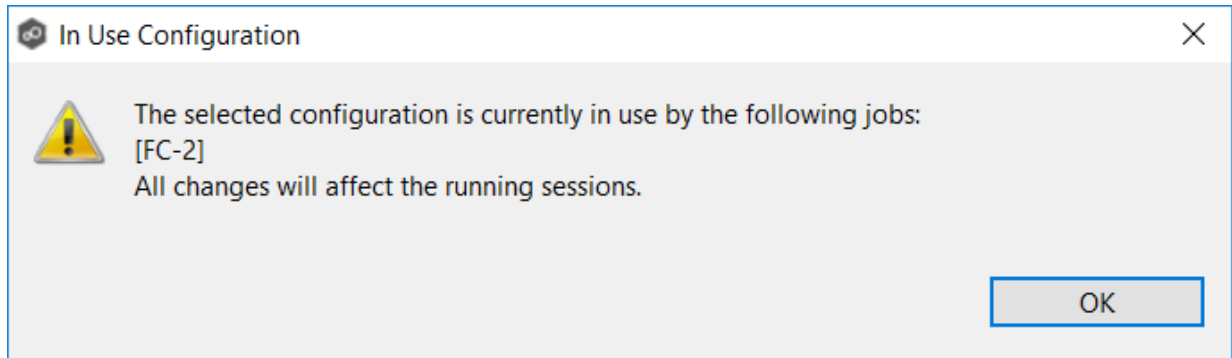 In Use Configuration
The selected configuration is currently in use by the following jobs:
[FC-2]
All changes will affect the running sessions.
OK